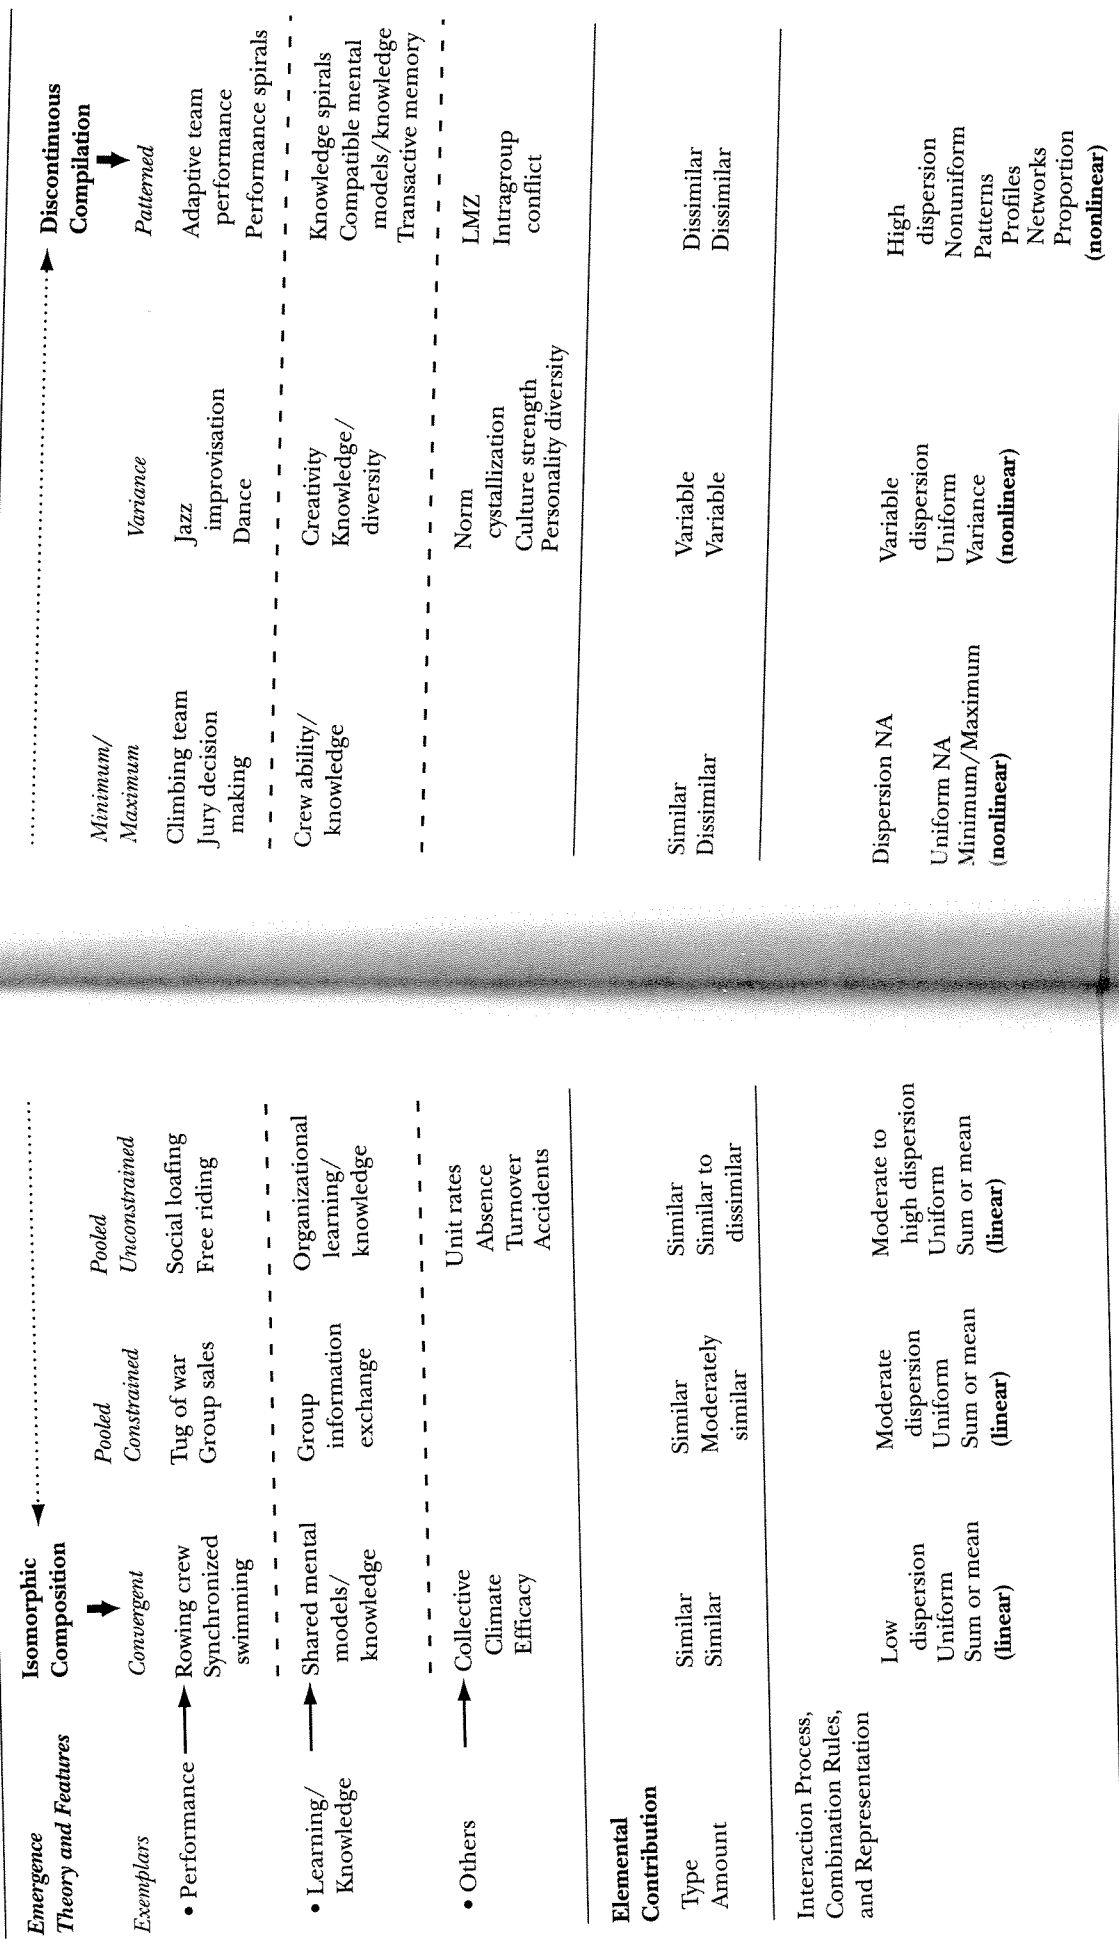 Emergence
Theory and Features
Isomorphic
Composition
Discontinuous
Compilation
Exemplars
Convergent
Pooled
Constrained
Pooled
Unconstrained
Minimum/
Maximum
Variance
Patterned
• Performance
Rowing crew
Synchronized
swimming
Tug of war
Group sales
Social loafing
Free riding
Climbing team
Jury decision
making
Jazz
improvisation
Dance
Adaptive team
performance
Performance spirals
• Learning/
Knowledge
Shared mental
models/
knowledge
Group
information
exchange
Organizational
learning/
knowledge
Crew ability/
knowledge
Creativity
Knowledge/
diversity
Knowledge spirals
Compatible mental
models/knowledge
Transactive memory
• Others
Collective
Climate
Efficacy
Unit rates
Absence
Turnover
Accidents
Norm
cystallization
Culture strength
Personality diversity
LMZ
Intragroup
conflict
Elemental
Contribution
Type
Amount
Similar
Similar
Similar
Moderately
similar
Similar
Similar to
dissimilar
Similar
Dissimilar
Variable
Variable
Dissimilar
Dissimilar
Interaction Process,
Combination Rules,
and Representation
Low
dispersion
Uniform
Sum or mean
(linear)
Moderate
dispersion
Uniform
Sum or mean
(linear)
Moderate to
high dispersion
Uniform
Sum or mean
(linear)
Dispersion NA
Uniform NA
Minimum/Maximum
(nonlinear)
Variable
dispersion
Uniform
Variance
(nonlinear)
High
dispersion
Nonuniform
Patterns
Profiles
Networks
Proportion
(nonlinear)